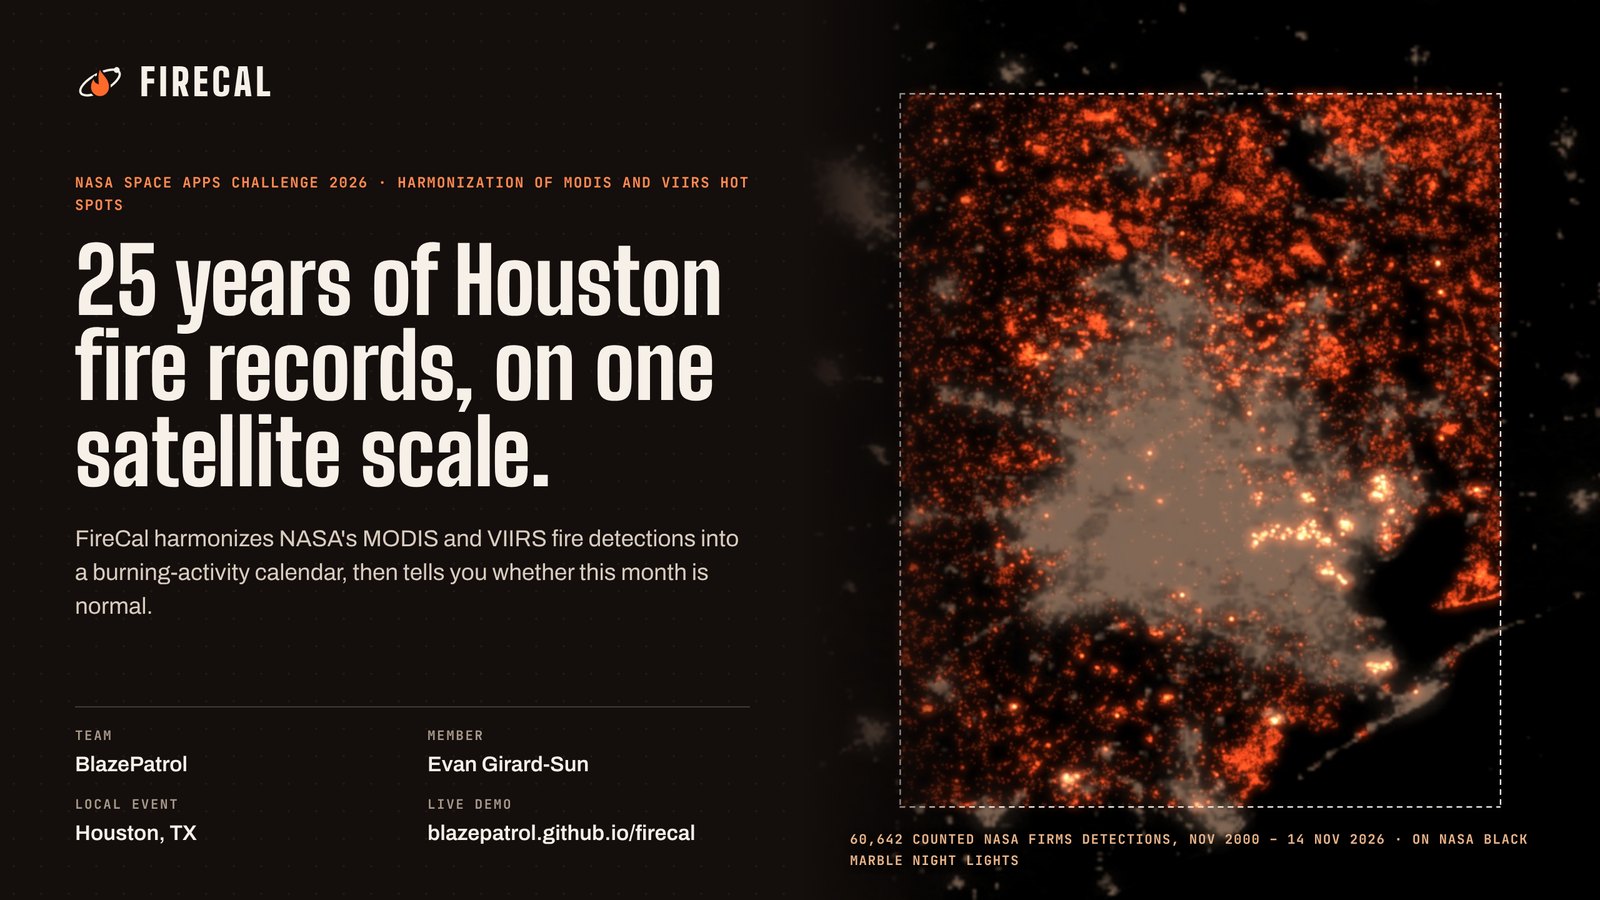 FIRECAL
NASA SPACE APPS CHALLENGE 2026 · HARMONIZATION OF MODIS AND VIIRS HOT
SPOTS
25 years of Houston
fire records, on one
satellite scale.
FireCal harmonizes NASA's MODIS and VIIRS fire detections into
a burning-activity calendar, then tells you whether this month is
normal.
TEAM
BlazePatrol
MEMBER
Evan Girard-Sun
LOCAL EVENT
Houston, TX
LIVE DEMO
blazepatrol.github.io/firecal
60,642 COUNTED NASA FIRMS DETECTIONS, NOV 2000 – 14 NOV 2026 · ON NASA BLACK
MARBLE NIGHT LIGHTS